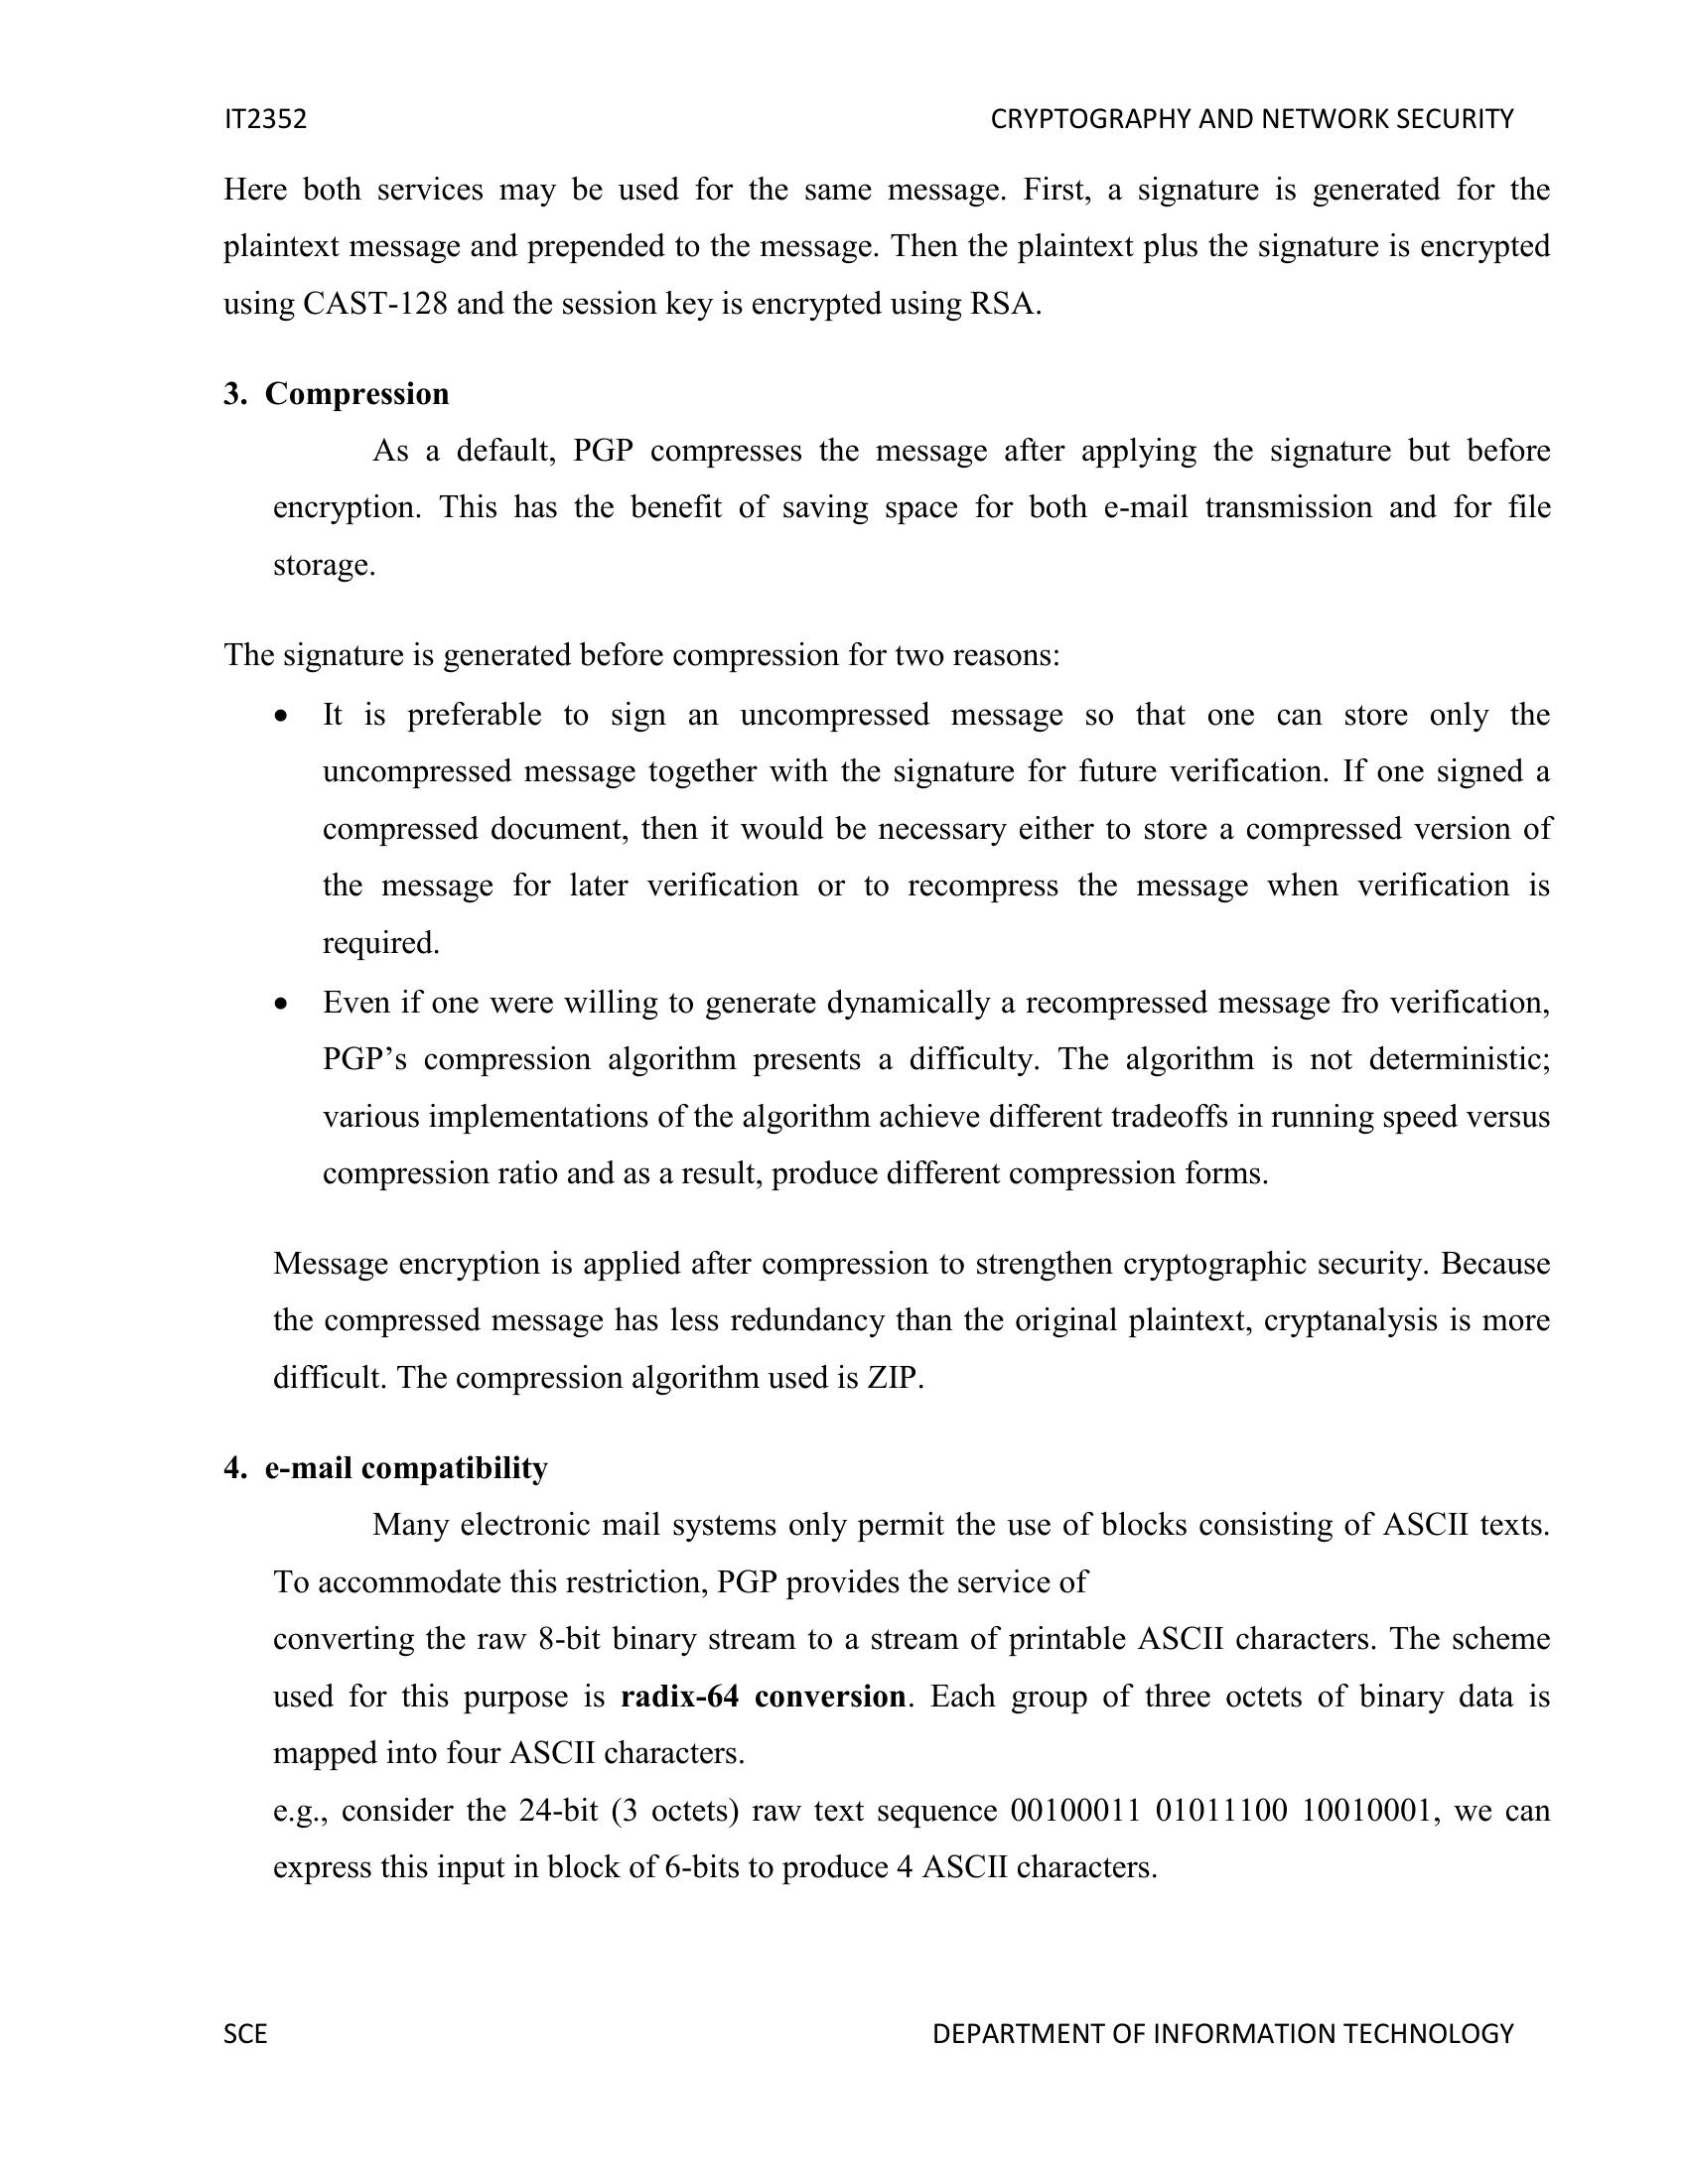 IT2352 CRYPTOGRAPHY AND NETWORK SECURITY
Here both services may be used for the same message. First, a signature is generated for the
plaintext message and prepended to the message. Then the plaintext plus the signature is encrypted
using CAST-128 and the session key is encrypted using RSA.
3. Compression
As a default, PGP compresses the message after applying the signature but before
encryption. This has the benefit of saving space for both e-mail transmission and for file
storage.
The signature is generated before compression for two reasons:
• It is preferable to sign an uncompressed message so that one can store only the
uncompressed message together with the signature for future verification. If one signed a
compressed document, then it would be necessary either to store a compressed version of
the message for later verification or to recompress the message when verification is
required.
• Even if one were willing to generate dynamically a recompressed message fro verification,
PGP’s compression algorithm presents a difficulty. The algorithm is not deterministic;
various implementations of the algorithm achieve different tradeoffs in running speed versus
compression ratio and as a result, produce different compression forms.
Message encryption is applied after compression to strengthen cryptographic security. Because
the compressed message has less redundancy than the original plaintext, cryptanalysis is more
difficult. The compression algorithm used is ZIP.
4. e-mail compatibility
Many electronic mail systems only permit the use of blocks consisting of ASCII texts.
To accommodate this restriction, PGP provides the service of
converting the raw 8-bit binary stream to a stream of printable ASCII characters. The scheme
used for this purpose is radix-64 conversion. Each group of three octets of binary data is
mapped into four ASCII characters.
e.g., consider the 24-bit (3 octets) raw text sequence 00100011 01011100 10010001, we can
express this input in block of 6-bits to produce 4 ASCII characters.
SCE DEPARTMENT OF INFORMATION TECHNOLOGY